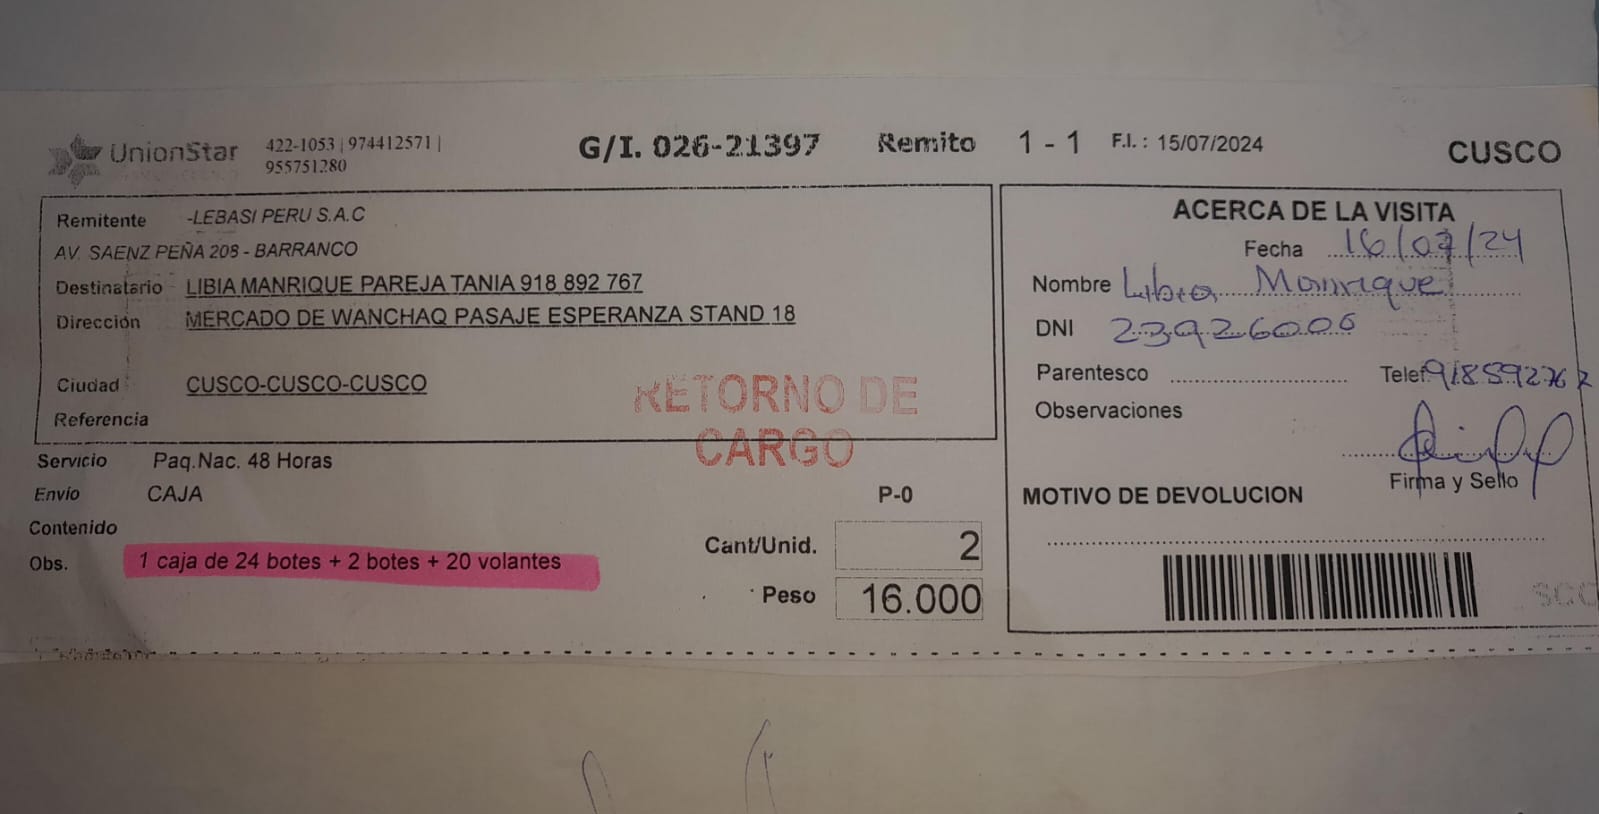 UnionStar 422-1053 | 974412571 |
955751280
G/I. 026-21397 Remito 1 - 1 F.I. : 15/07/2024 CUSCO
Remitente -LEBASI PERU S.A.C
AV. SAENZ PEÑA 208 - BARRANCO
Destinatario LIBIA MANRIQUE PAREJA TANIA 918 892 767
Dirección MERCADO DE WANCHAQ PASAJE ESPERANZA STAND 18
Ciudad CUSCO-CUSCO-CUSCO
Referencia
RETORNO DE
CARGO
Servicio Paq.Nac. 48 Horas
Envío CAJA
P-0
Contenido
Obs. 1 caja de 24 botes + 2 botes + 20 volantes
Cant/Unid. 2
Peso 16.000
ACERCA DE LA VISITA
Fecha 16/07/24
Nombre Libia Manrique
DNI 23926006
Parentesco Telef. 918892767
Observaciones
Firma y Sello
MOTIVO DE DEVOLUCION